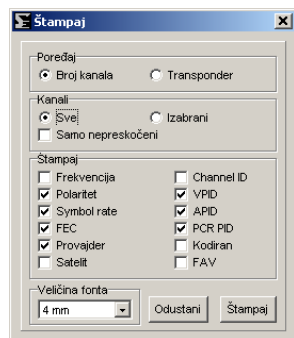 Štampaj
Poređaj
Broj kanala Transponder
Kanali
Sve Izabrani
Samo nepreskočeni
Štampaj
Frekvencija Channel ID
Polaritet VPID
Symbol rate APID
FEC PCR PID
Provajder Kodiran
Satelit FAV
Veličina fonta
4 mm Odustani Štampaj